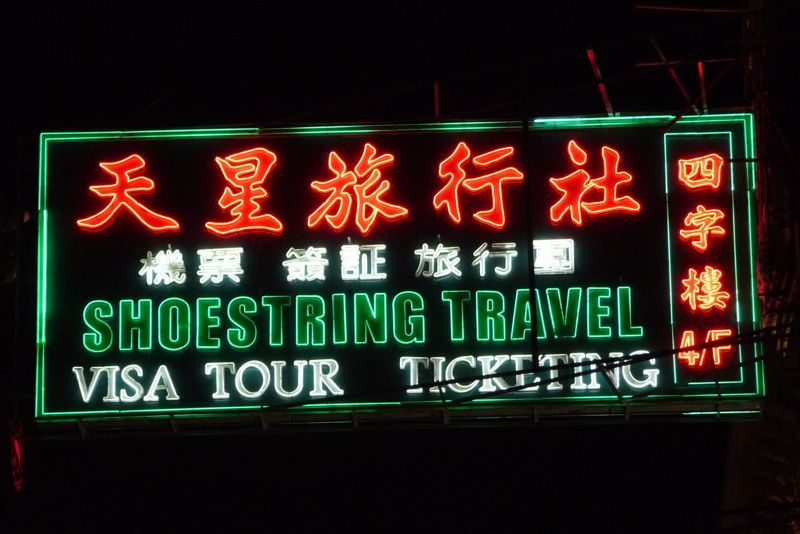 天星旅行社
機票 簽証 旅行團
SHOESTRING TRAVEL
VISA TOUR TICKETING
四字樓
4/F